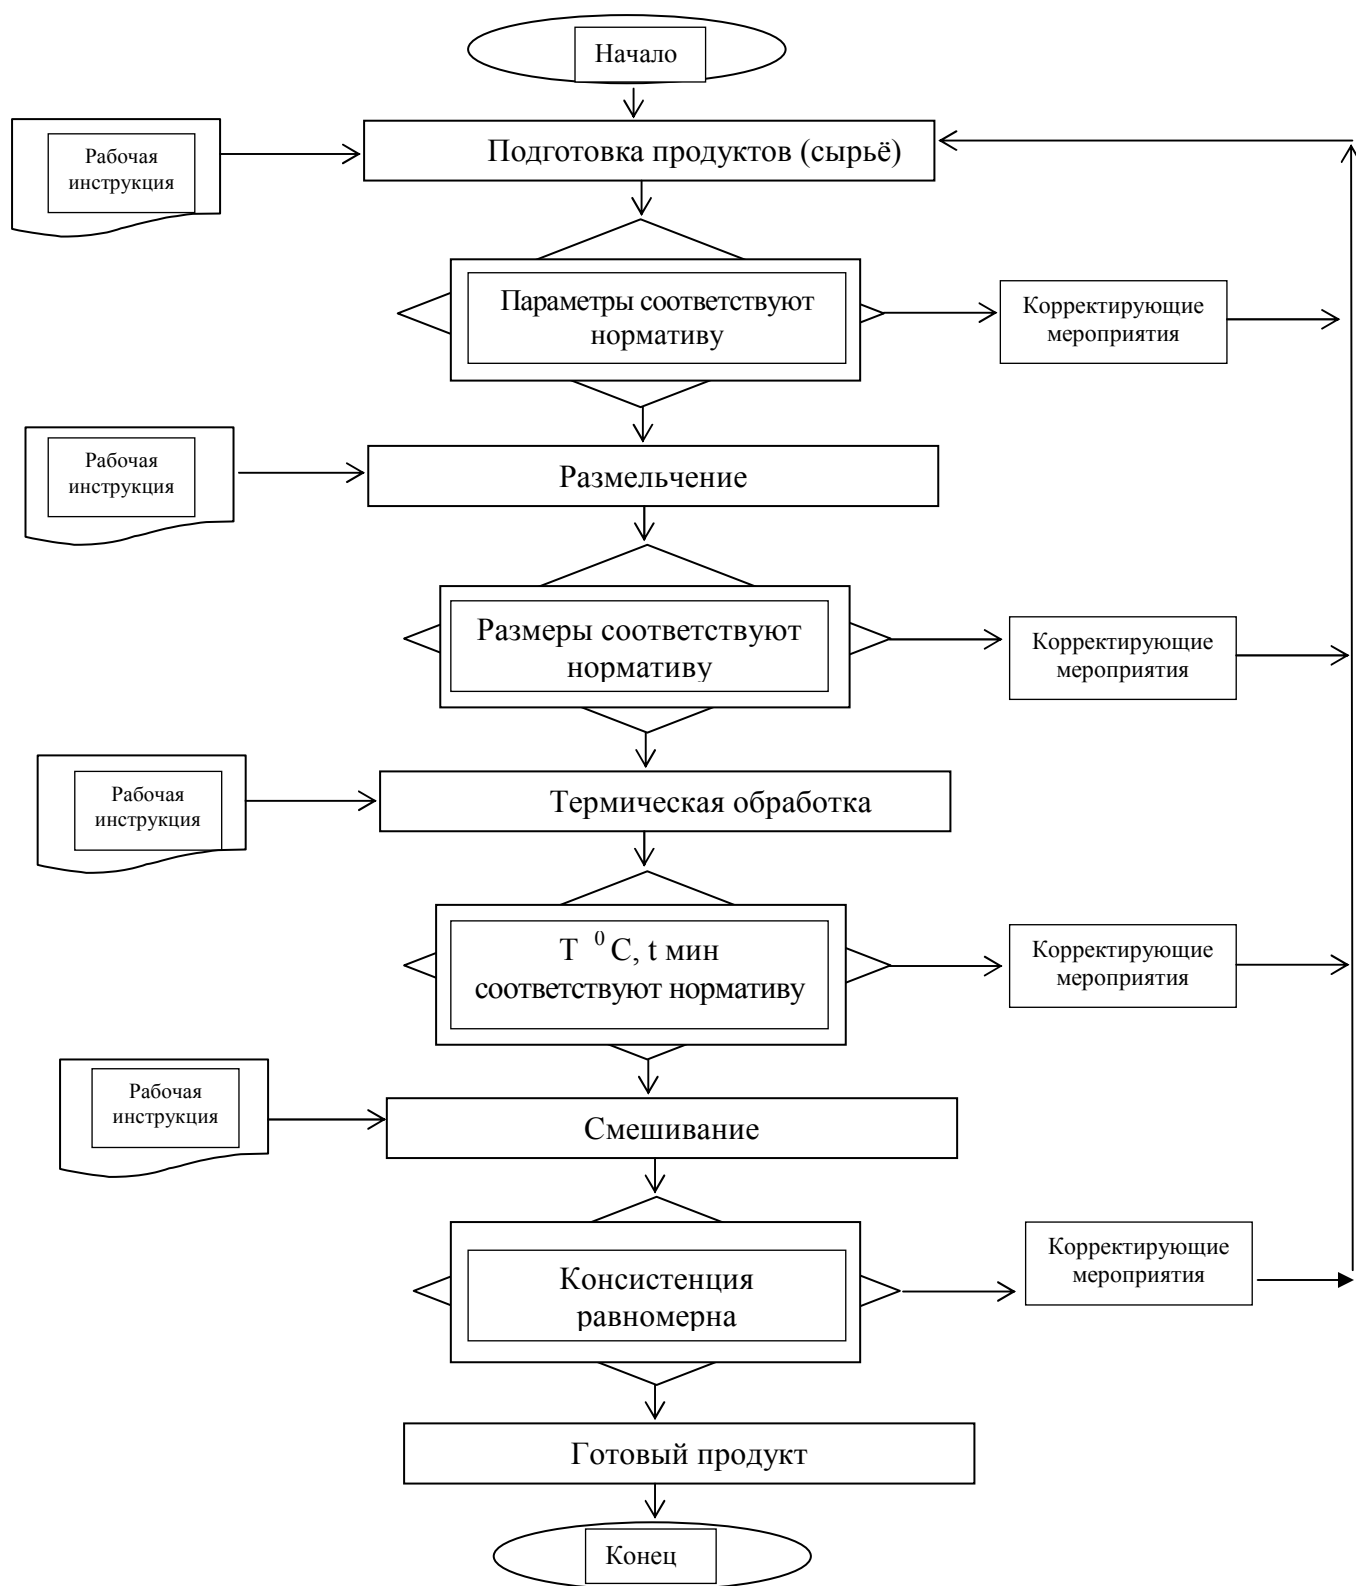 Начало
Рабочая
инструкция
Подготовка продуктов (сырьё)
Параметры соответствуют
нормативу
Корректирующие
мероприятия
Рабочая
инструкция
Размельчение
Размеры соответствуют
нормативу
Корректирующие
мероприятия
Рабочая
инструкция
Термическая обработка
T ⁰ C, t мин
соответствуют нормативу
Корректирующие
мероприятия
Рабочая
инструкция
Смешивание
Консистенция
равномерна
Корректирующие
мероприятия
Готовый продукт
Конец